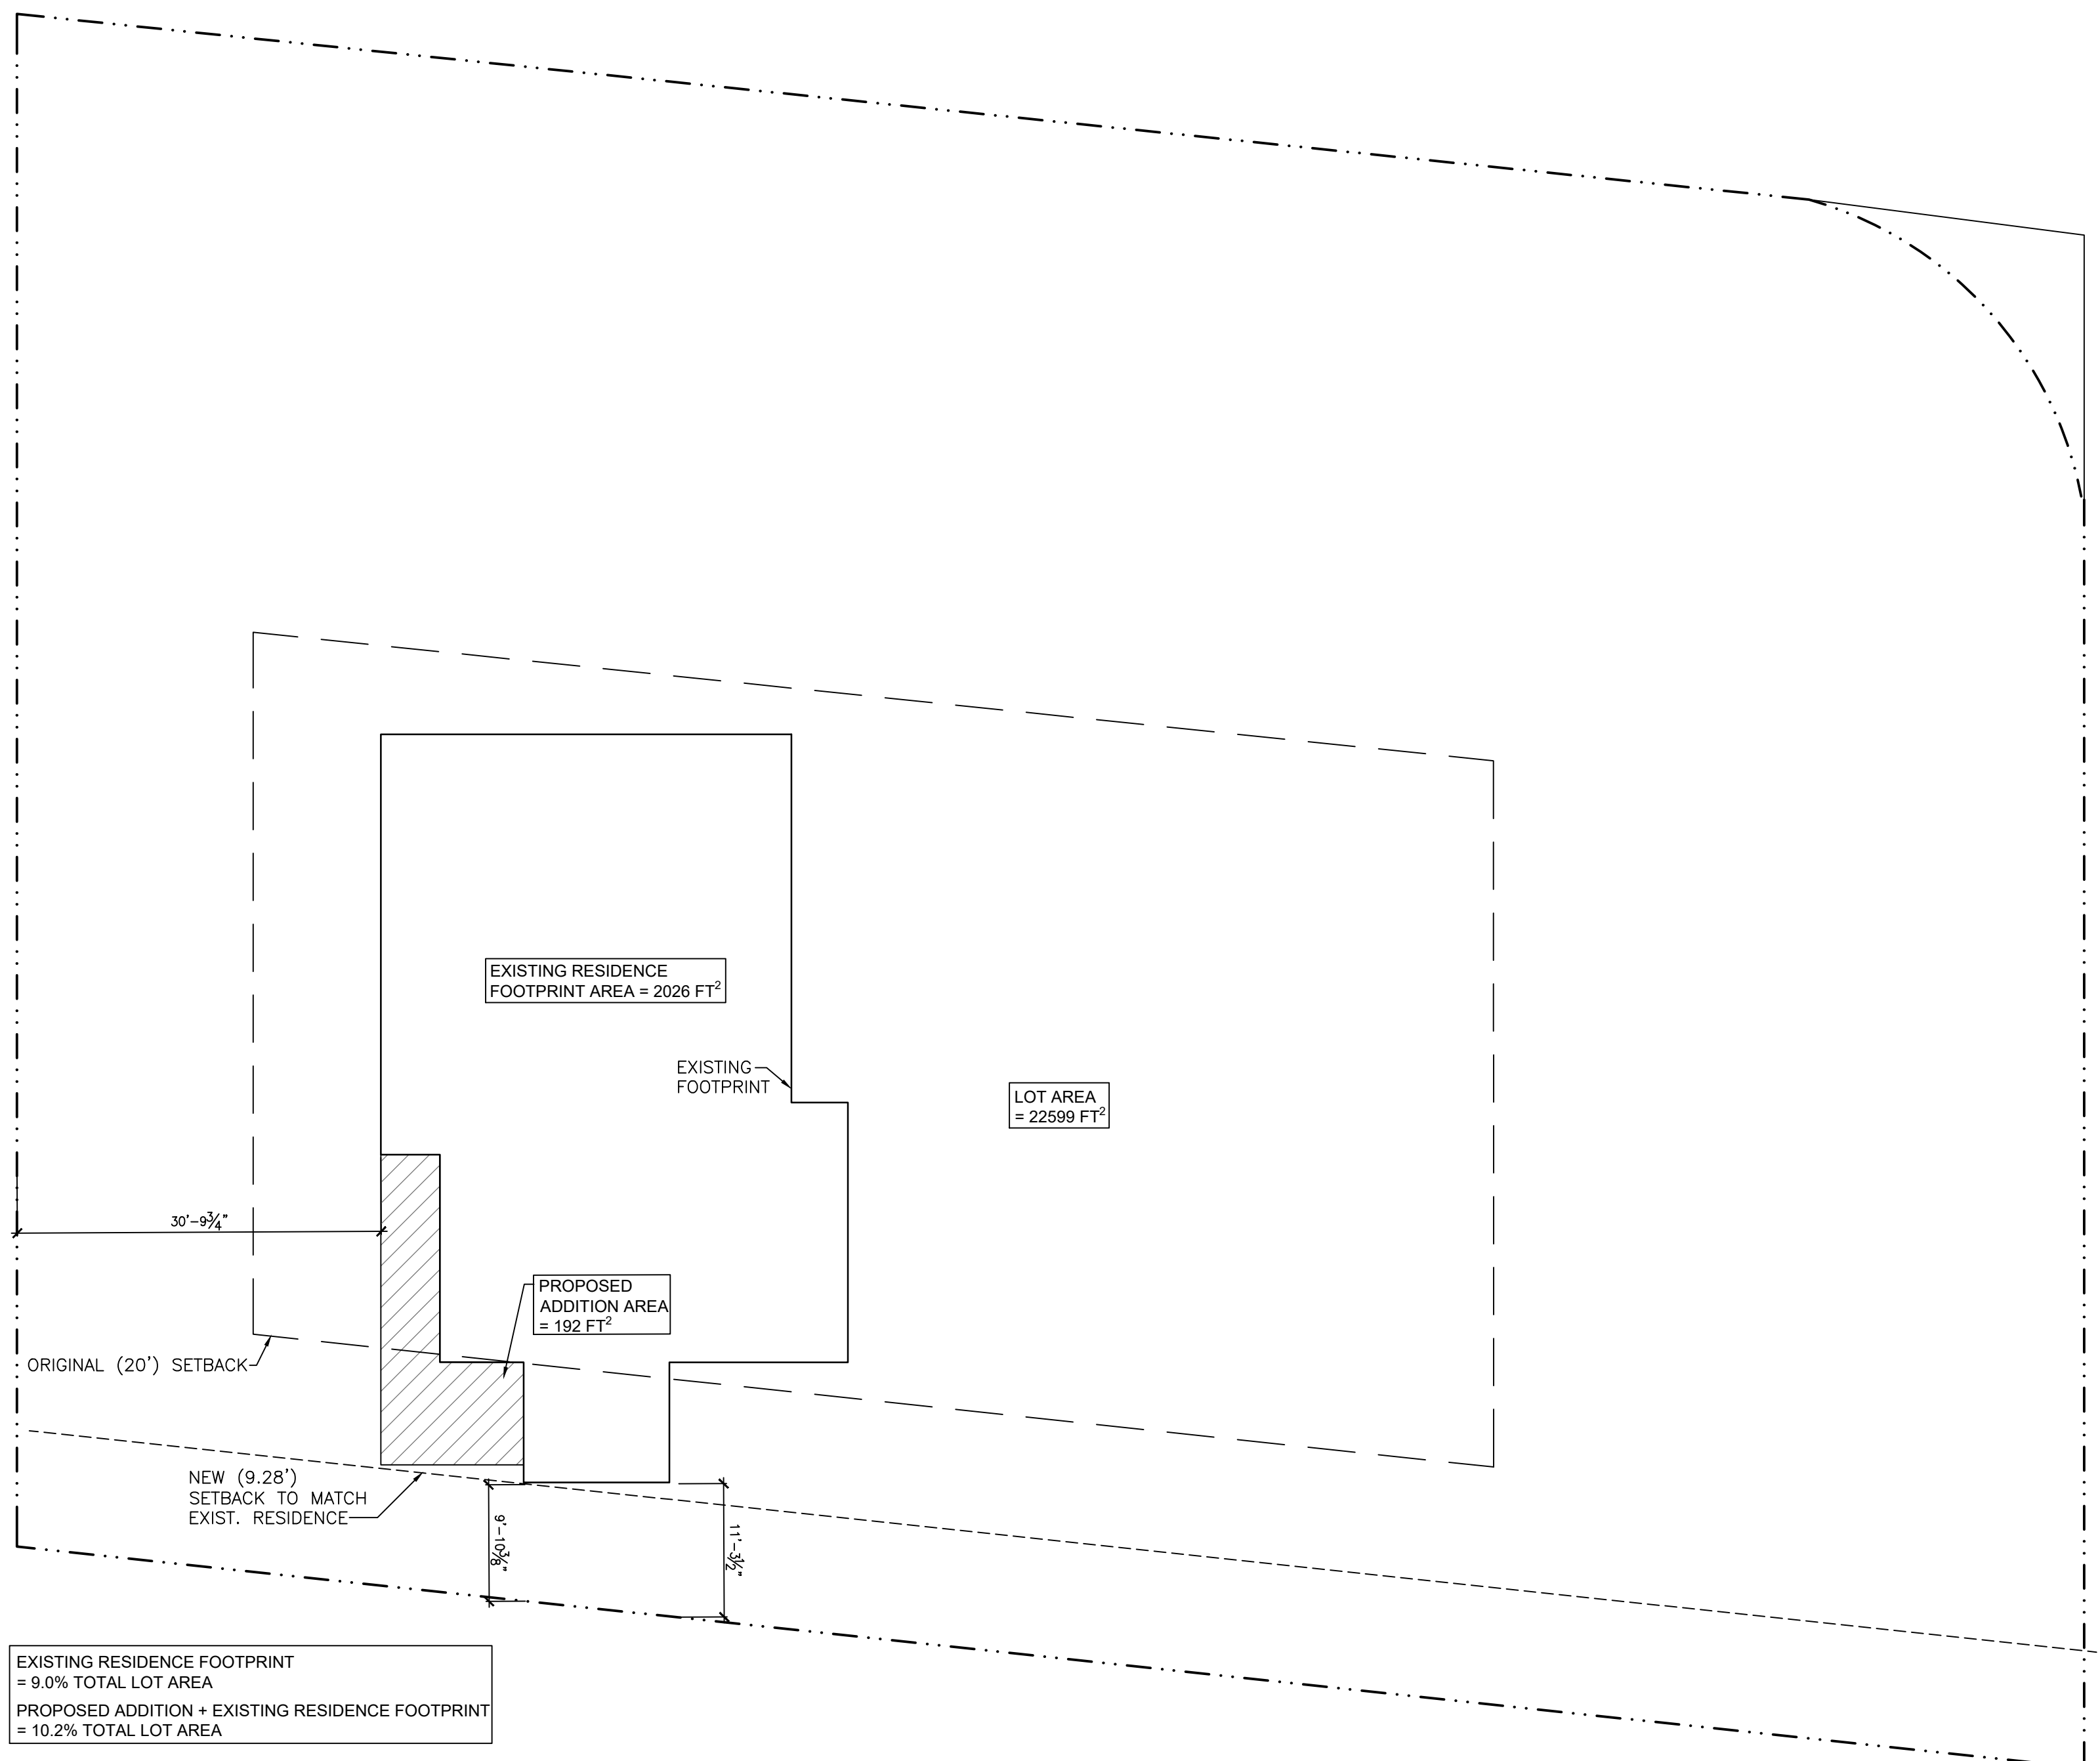 EXISTING RESIDENCE
FOOTPRINT AREA = 2026 FT²
EXISTING
FOOTPRINT
LOT AREA
= 22599 FT²
30'-9¾"
PROPOSED
ADDITION AREA
= 192 FT²
ORIGINAL (20') SETBACK
NEW (9.28')
SETBACK TO MATCH
EXIST. RESIDENCE
9'-10⅜"
11'-3½"
EXISTING RESIDENCE FOOTPRINT
= 9.0% TOTAL LOT AREA
PROPOSED ADDITION + EXISTING RESIDENCE FOOTPRINT
= 10.2% TOTAL LOT AREA